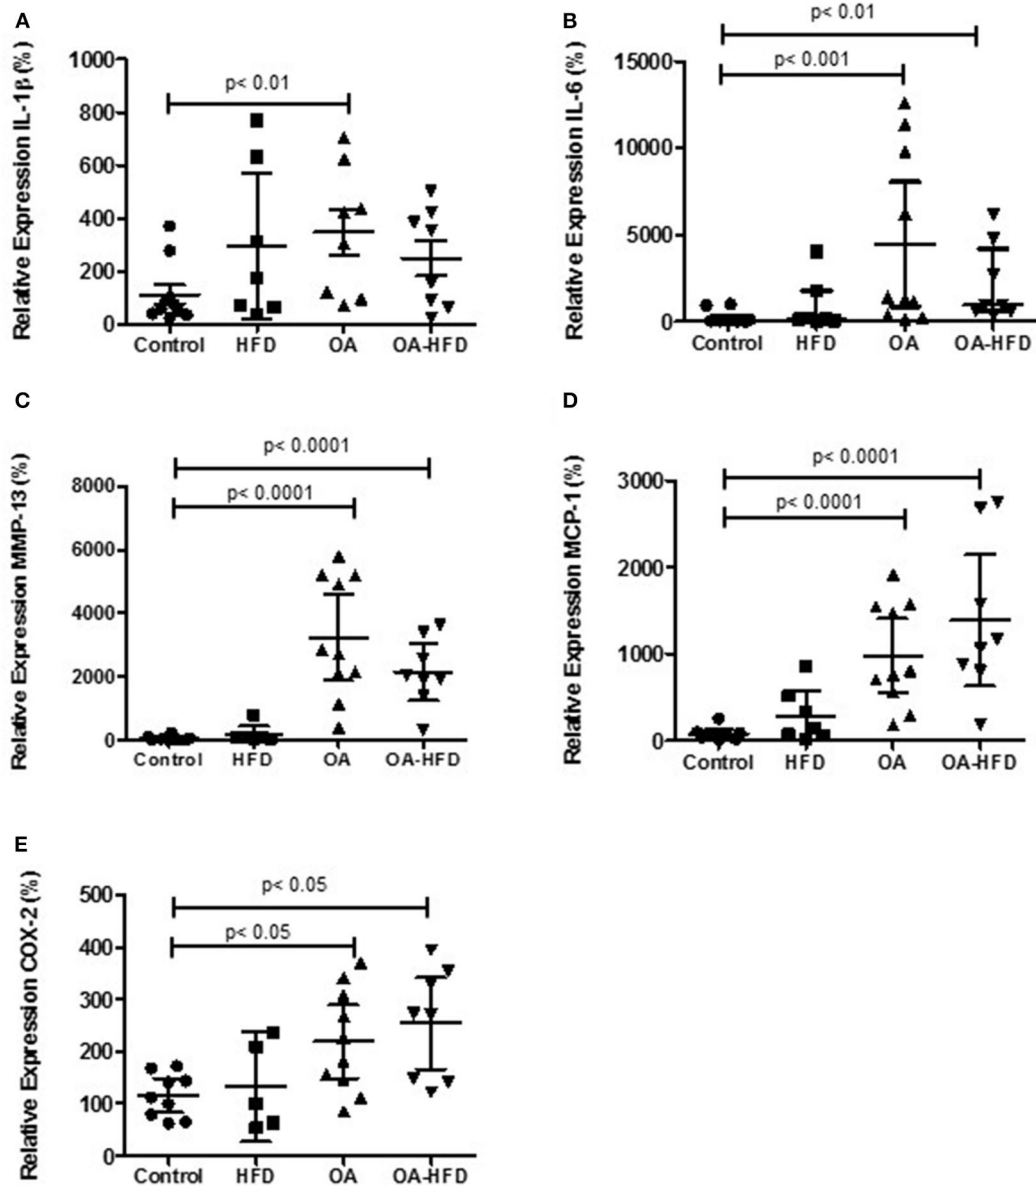 A
Relative Expression IL-1β (%)
1000
800
600
400
200
0
p< 0.01
Control HFD OA OA-HFD
B
Relative Expression IL-6 (%)
15000
10000
5000
0
p< 0.01
p< 0.001
Control HFD OA OA-HFD
C
Relative Expression MMP-13 (%)
8000
6000
4000
2000
0
p< 0.0001
p< 0.0001
Control HFD OA OA-HFD
D
Relative Expression MCP-1 (%)
3000
2000
1000
0
p< 0.0001
p< 0.0001
Control HFD OA OA-HFD
E
Relative Expression COX-2 (%)
500
400
300
200
100
0
p< 0.05
p< 0.05
Control HFD OA OA-HFD